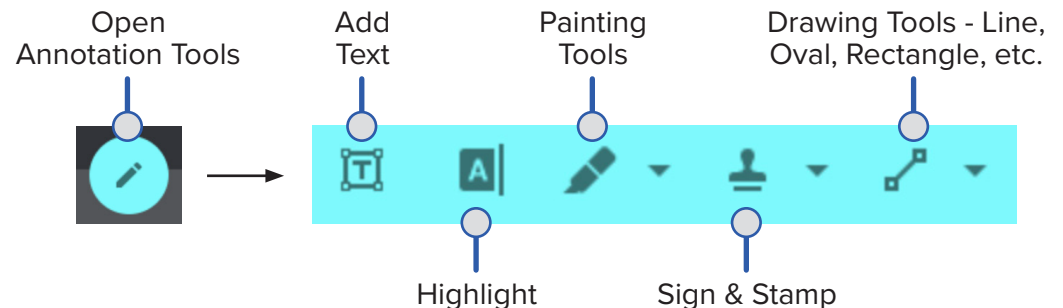 Open
Annotation Tools
Add
Text
Painting
Tools
Drawing Tools - Line,
Oval, Rectangle, etc.
T
A
Highlight
Sign & Stamp